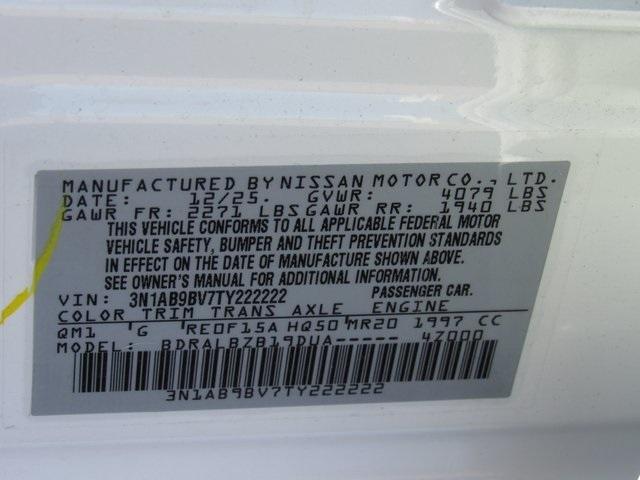 MANUFACTURED BY NISSAN MOTOR CO., LTD.
DATE: 12/25. GVWR: 4079 LBS
GAWR FR: 2271 LBS GAWR RR: 1940 LBS
THIS VEHICLE CONFORMS TO ALL APPLICABLE FEDERAL MOTOR
VEHICLE SAFETY, BUMPER AND THEFT PREVENTION STANDARDS
IN EFFECT ON THE DATE OF MANUFACTURE SHOWN ABOVE.
SEE OWNER'S MANUAL FOR ADDITIONAL INFORMATION.
VIN: 3N1AB9BV7TY222222 PASSENGER CAR.
COLOR TRIM TRANS AXLE ENGINE
QM1 'G 'RE0F15A HQ50 'MR20 1997 CC
MODEL: BDRALBZB19DUA----- 4Z000
3N1AB9BV7TY222222